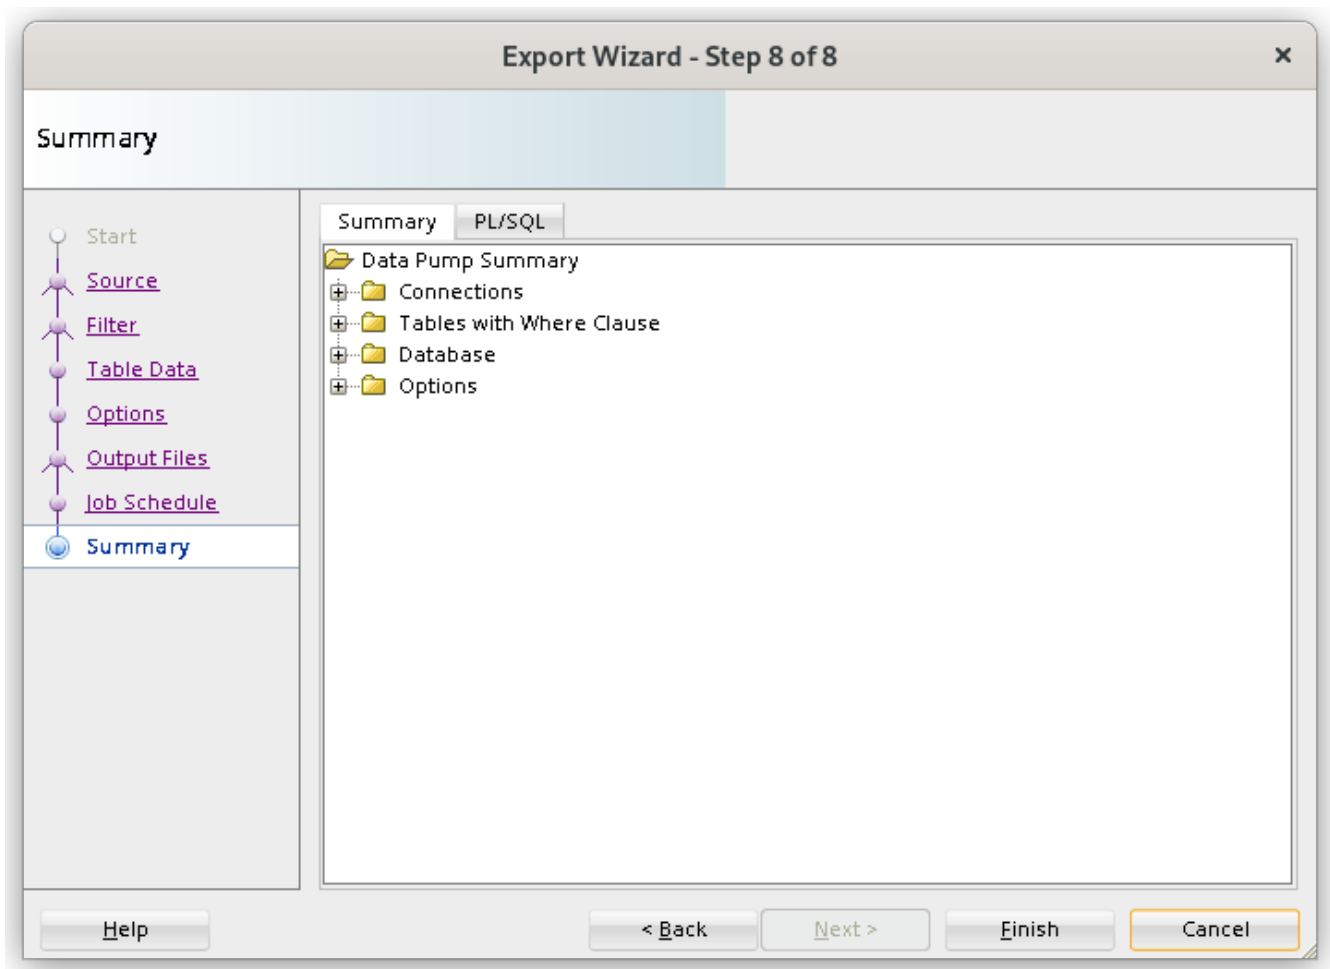 Export Wizard - Step 8 of 8
Summary
Start
Source
Filter
Table Data
Options
Output Files
Job Schedule
Summary
Summary PL/SQL
Data Pump Summary
Connections
Tables with Where Clause
Database
Options
Help < Back Next > Finish Cancel